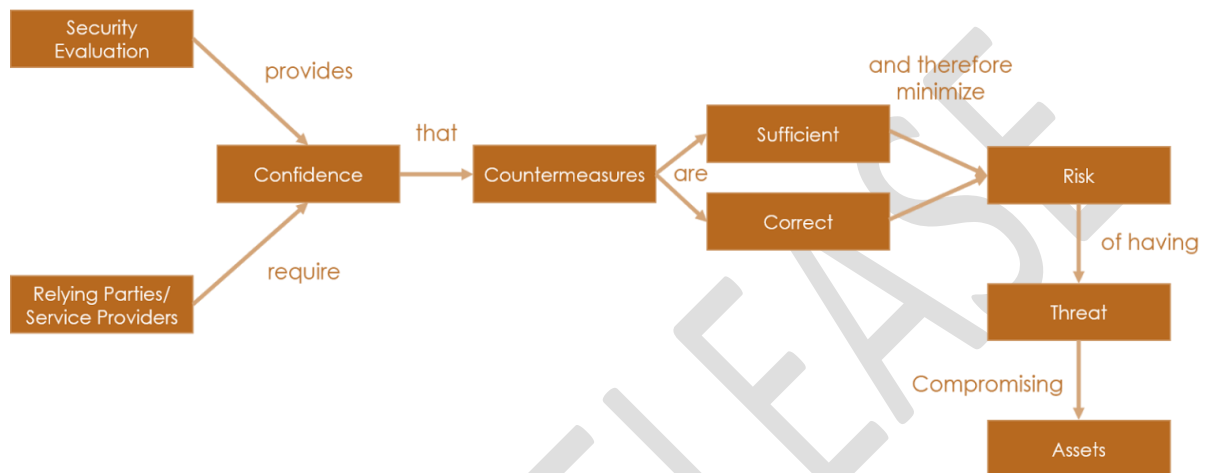 Security
Evaluation
provides
and therefore
minimize
that
Sufficient
Confidence
Countermeasures
are
Risk
Correct
of having
require
Relying Parties/
Service Providers
Threat
Compromising
Assets
ELEASE